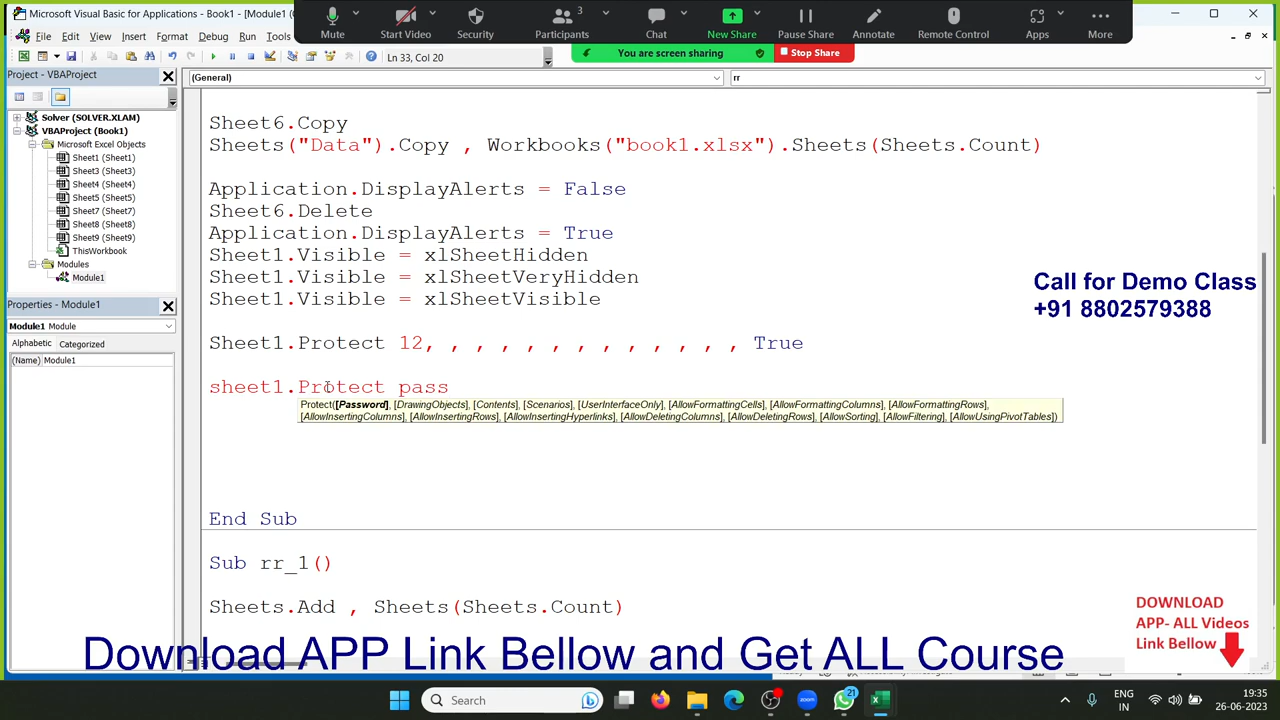 Microsoft Visual Basic for Applications - Book1 - [Module1 (
File Edit View Insert Format Debug Run Tools
Mute Start Video Security Participants 3 Chat New Share Pause Share Annotate Remote Control Apps More
You are screen sharing Stop Share
Ln 33, Col 20
Project - VBAProject
(General) rr
Solver (SOLVER.XLAM)
VBAProject (Book1)
Microsoft Excel Objects
Sheet1 (Sheet1)
Sheet3 (Sheet3)
Sheet4 (Sheet4)
Sheet5 (Sheet5)
Sheet7 (Sheet7)
Sheet8 (Sheet8)
Sheet9 (Sheet9)
ThisWorkbook
Modules
Module1
Properties - Module1
Module1 Module
Alphabetic Categorized
(Name) Module1
Sheet6.Copy
Sheets("Data").Copy , Workbooks("book1.xlsx").Sheets(Sheets.Count)
Application.DisplayAlerts = False
Sheet6.Delete
Application.DisplayAlerts = True
Sheet1.Visible = xlSheetHidden
Sheet1.Visible = xlSheetVeryHidden
Sheet1.Visible = xlSheetVisible
Sheet1.Protect 12, , , , , , , , , , , , , True
sheet1.Protect pass
Protect([Password], [DrawingObjects], [Contents], [Scenarios], [UserInterfaceOnly], [AllowFormattingCells], [AllowFormattingColumns], [AllowFormattingRows],
[AllowInsertingColumns], [AllowInsertingRows], [AllowInsertingHyperlinks], [AllowDeletingColumns], [AllowDeletingRows], [AllowSorting], [AllowFiltering], [AllowUsingPivotTables])
End Sub
Sub rr_1()
Sheets.Add , Sheets(Sheets.Count)
Call for Demo Class
+91 8802579388
DOWNLOAD
APP- ALL Videos
Link Bellow
Download APP Link Bellow and Get ALL Course
Search
21
ENG
IN
19:35
26-06-2023